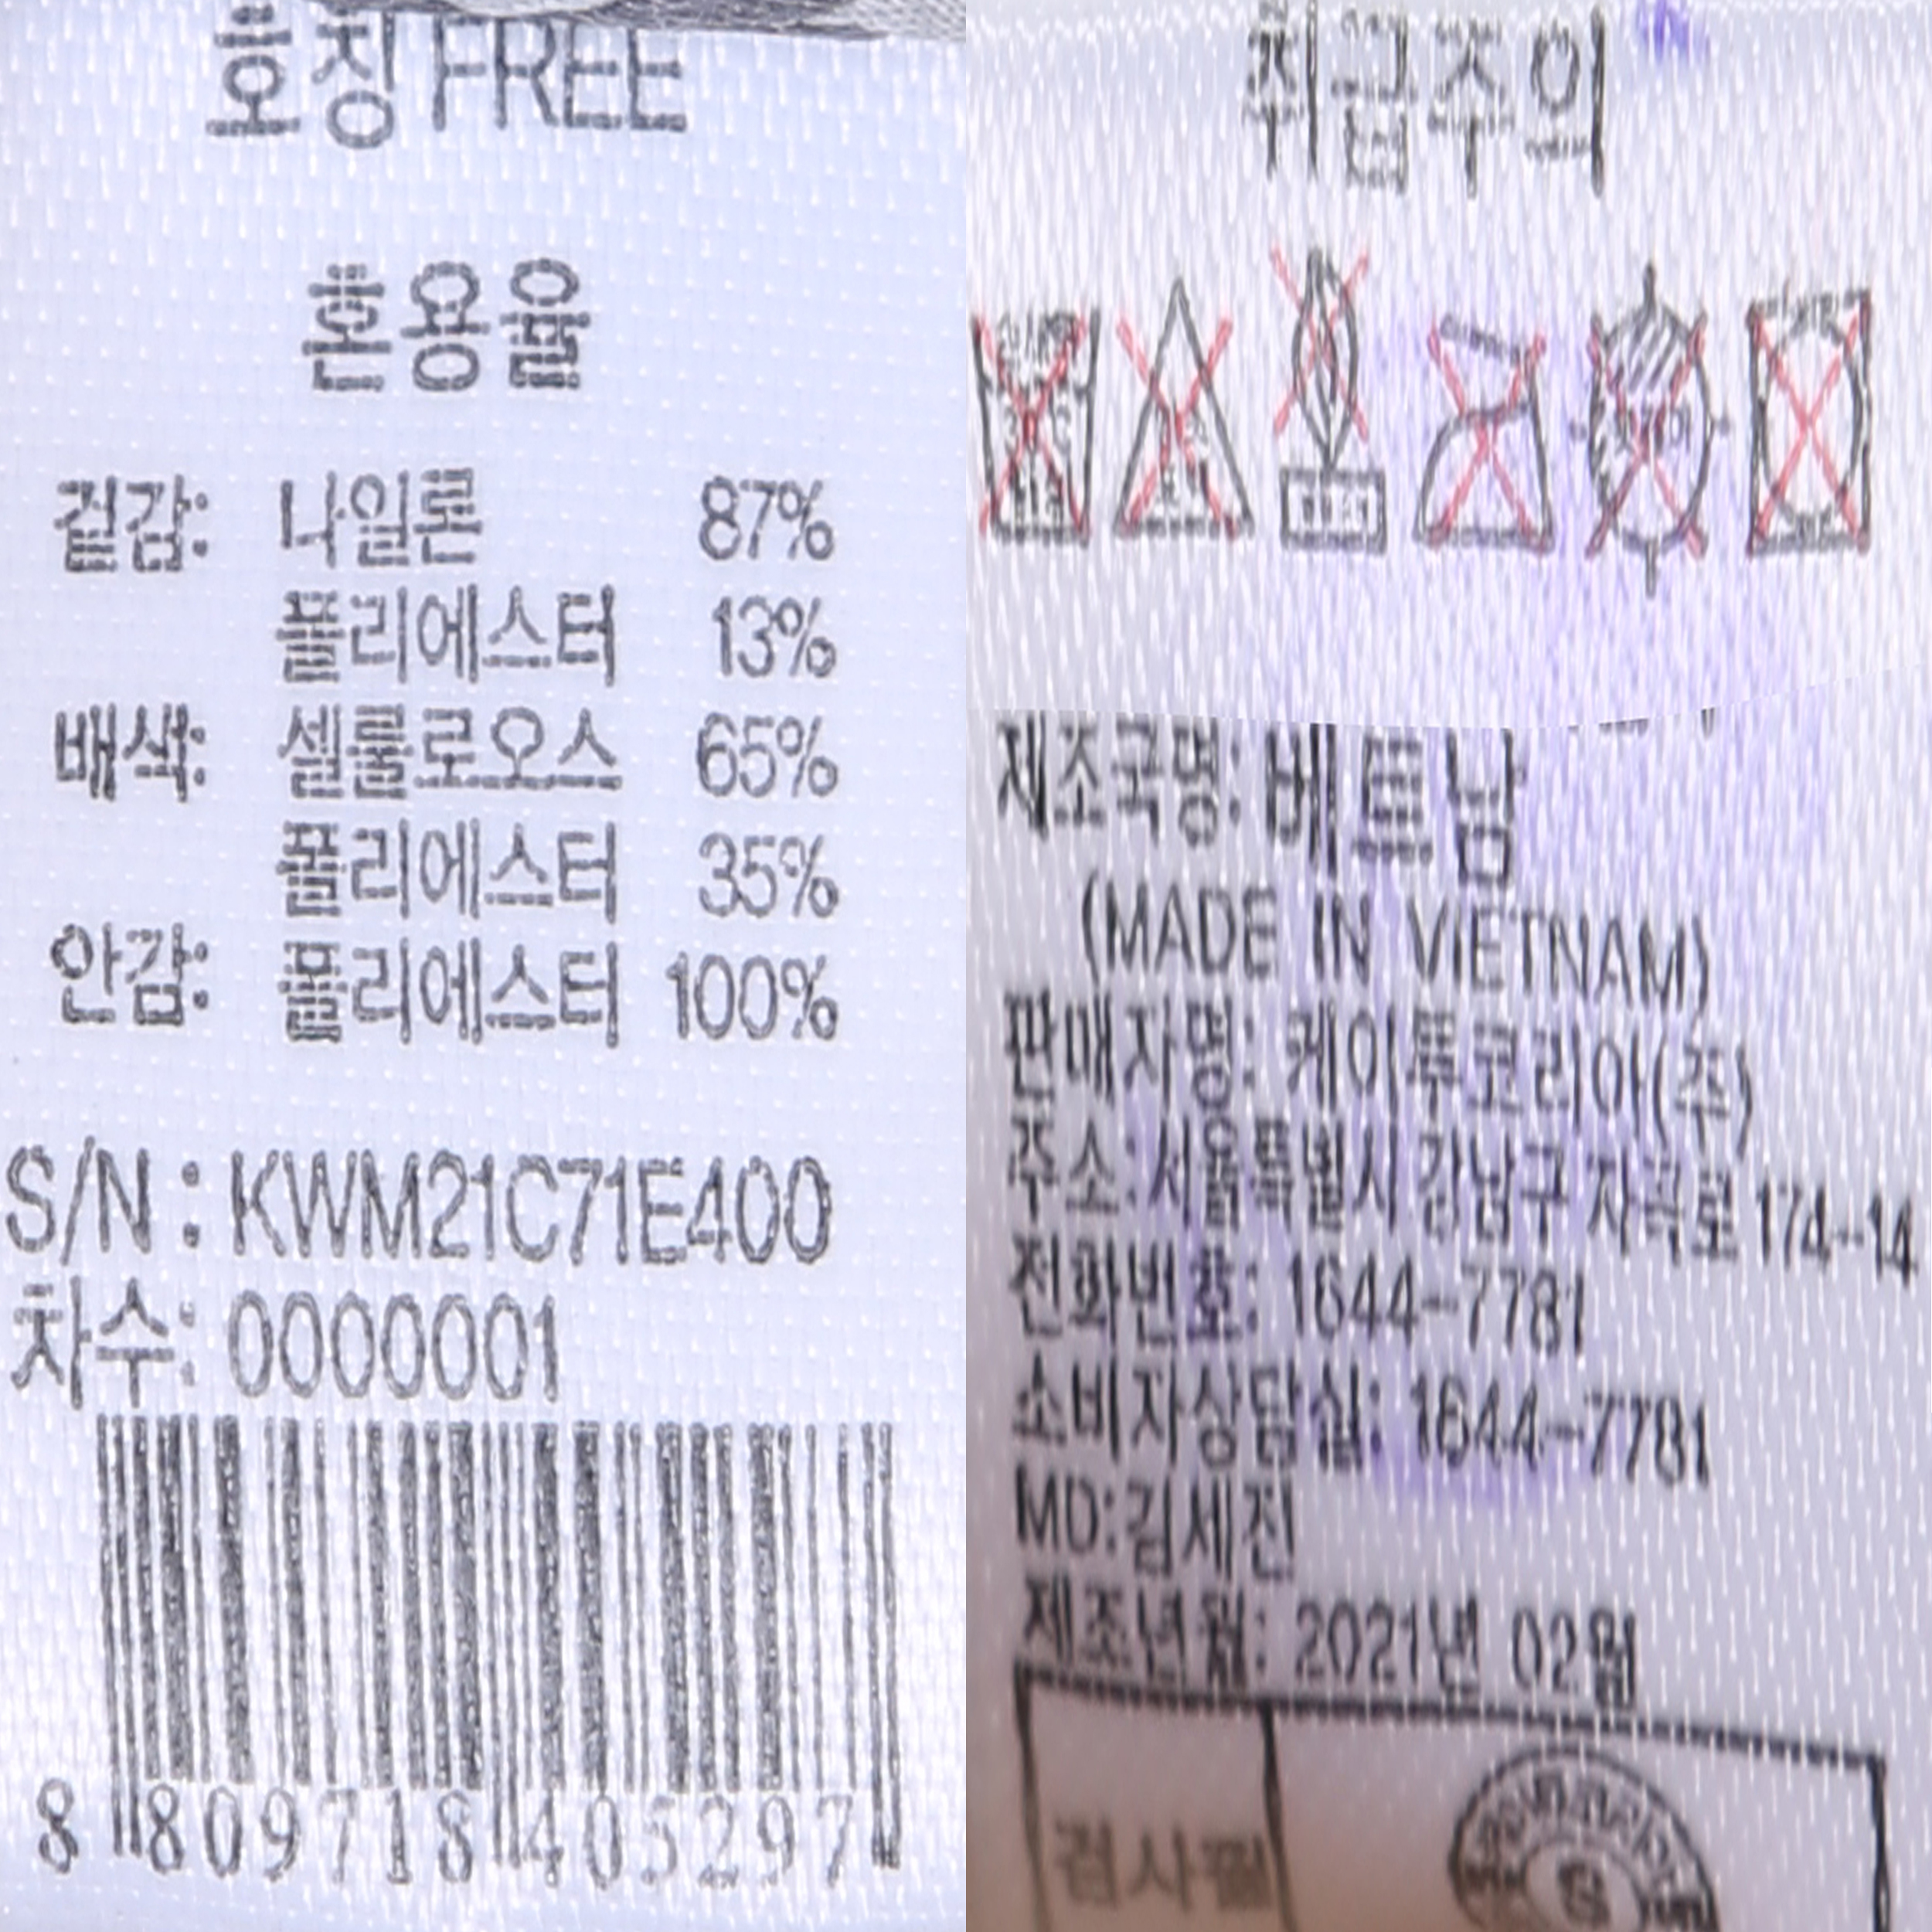 호칭 FREE
혼용율
겉감: 나일론 87%
폴리에스터 13%
배색: 셀룰로오스 65%
폴리에스터 35%
안감: 폴리에스터 100%
S/N : KWM21C71E400
차수: 0000001
8 809718 405297
취급주의
제조국명: 베트남
(MADE IN VIETNAM)
판매자명: 케이투코리아(주)
주소: 서울특별시 강남구 자곡로 174-14
전화번호: 1644-7781
소비자상담실: 1644-7781
MD:김세진
제조년월: 2021년 02월
검사필